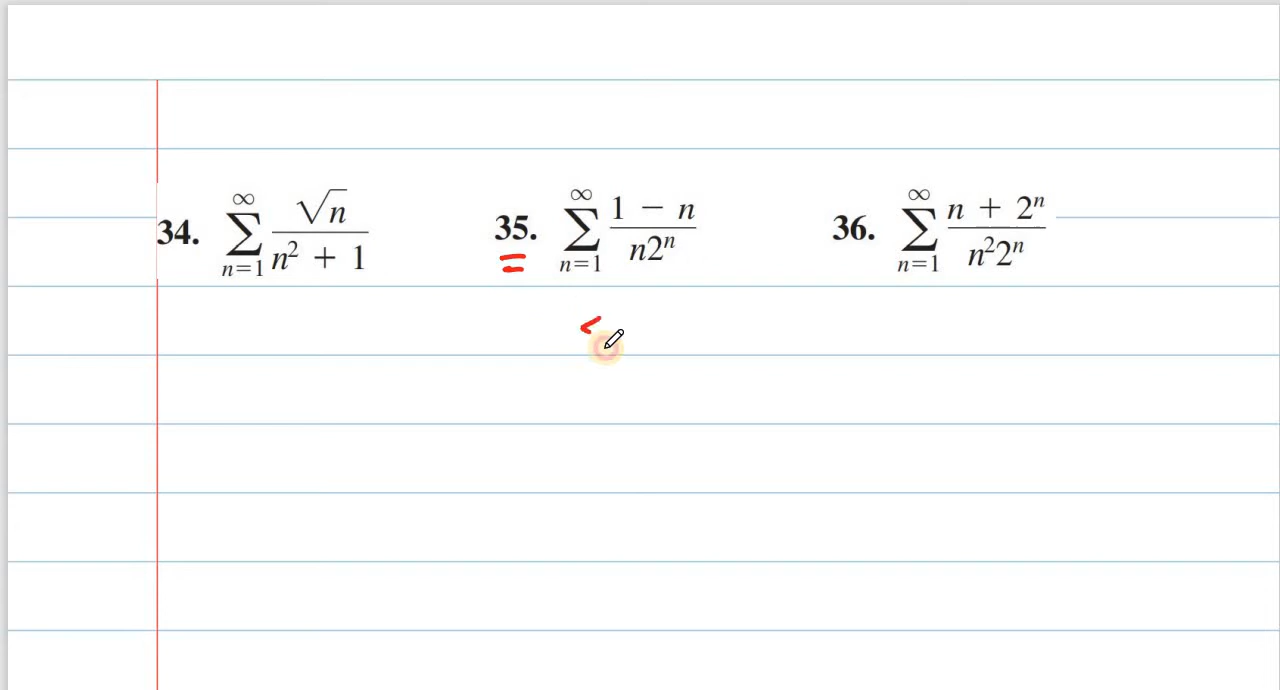 34. ∞∑n=1 √n / (n² + 1) 35. ∞∑n=1 (1 − n) / (n2ⁿ) 36. ∞∑n=1 (n + 2ⁿ) / (n²2ⁿ)
<